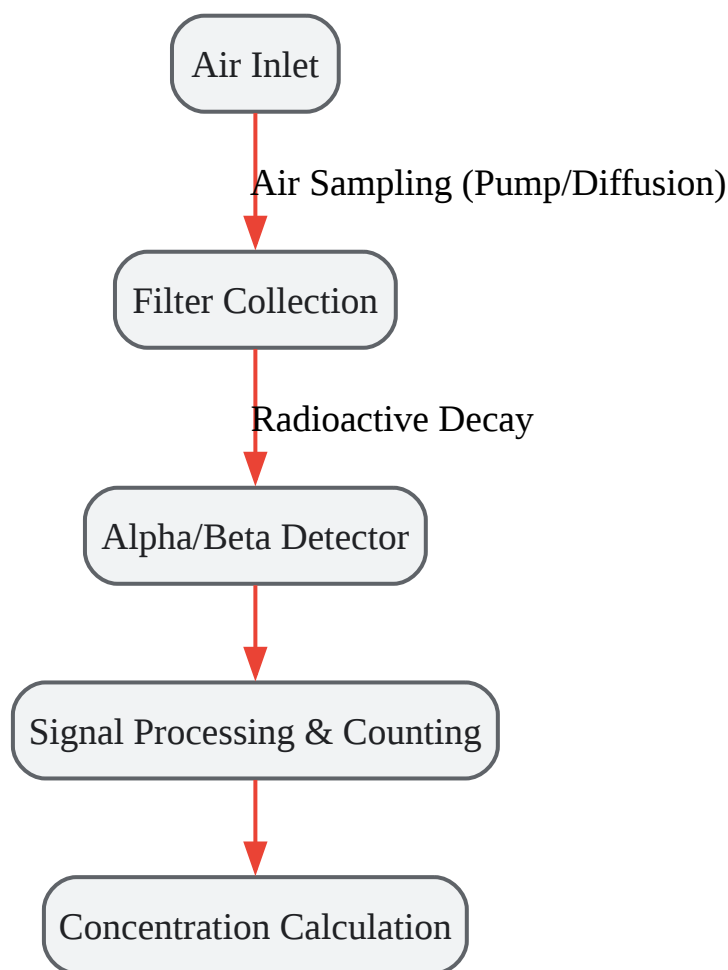 Air Inlet
Air Sampling (Pump/Diffusion)
Filter Collection
Radioactive Decay
Alpha/Beta Detector
Signal Processing & Counting
Concentration Calculation